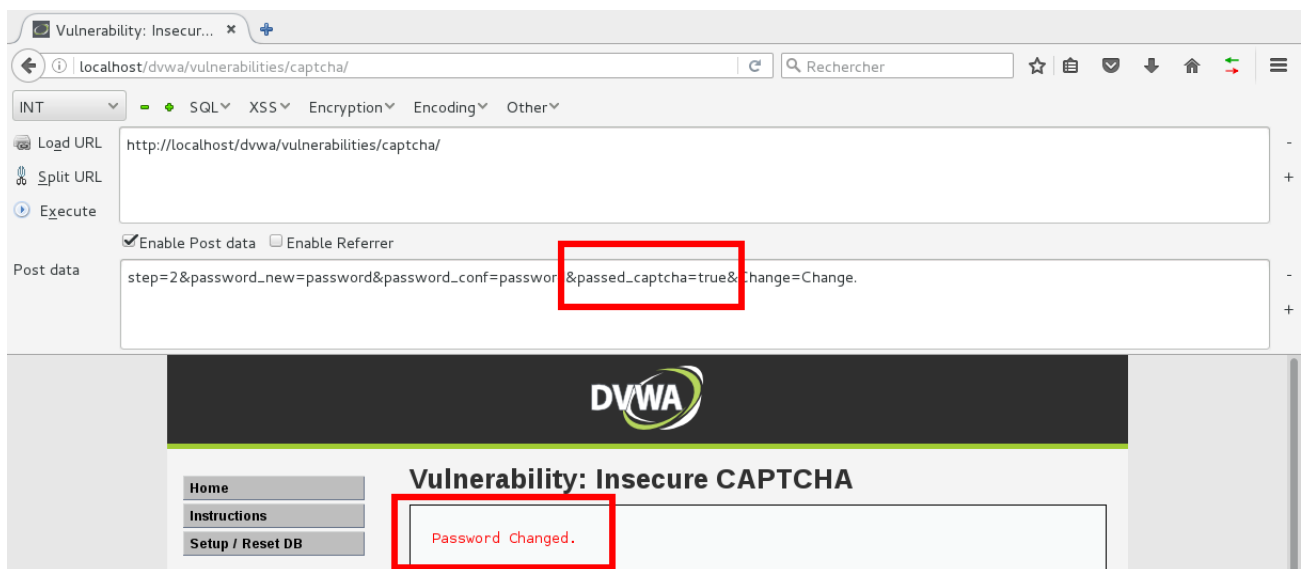 Vulnerability: Insecur... ×
localhost/dvwa/vulnerabilities/captcha/ Rechercher
INT SQL XSS Encryption Encoding Other
Load URL http://localhost/dvwa/vulnerabilities/captcha/ -
Split URL +
Execute
Enable Post data Enable Referrer
Post data step=2&password_new=password&password_conf=passwor &passed_captcha=true& hange=Change. -
+
DVWA
Vulnerability: Insecure CAPTCHA
Home
Instructions
Password Changed.
Setup / Reset DB